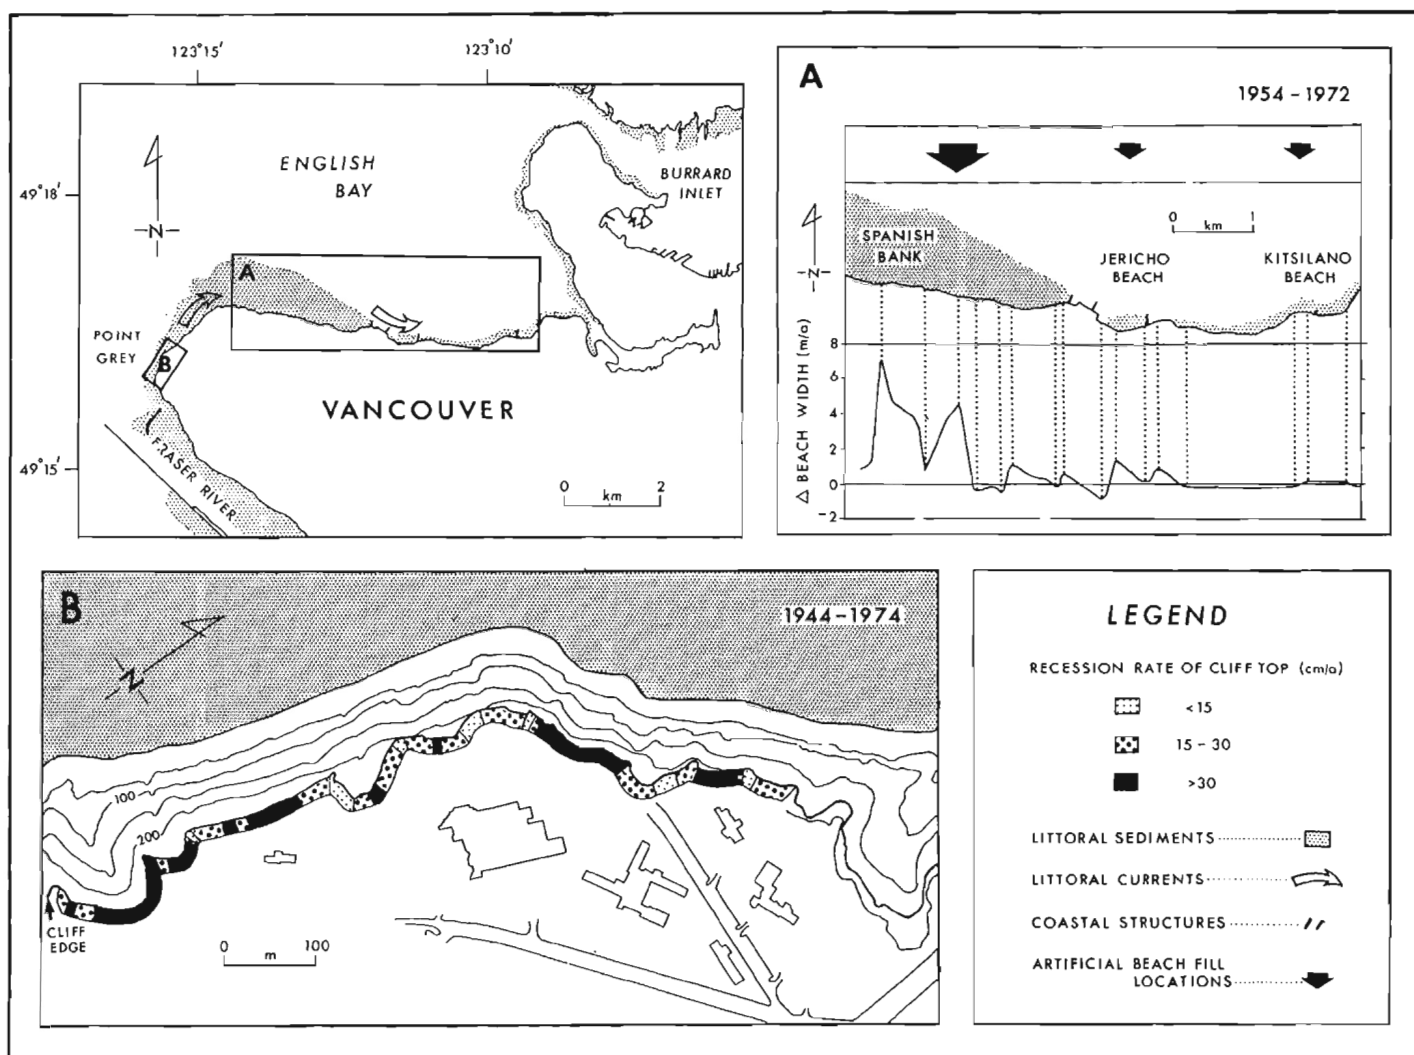 123°15'
123°10'
49°18'
49°15'
ENGLISH
BAY
BURRARD
INLET
N
A
POINT
GREY
B
VANCOUVER
FRASER RIVER
0 2
km
A
1954 - 1972
SPANISH
BANK
0 1
km
JERICHO
BEACH
KITSILANO
BEACH
N
Δ BEACH WIDTH (m/a)
8
6
4
2
0
-2
B
1944-1974
N
100
200
CLIFF
EDGE
0 100
m
LEGEND
RECESSION RATE OF CLIFF TOP (cm/a)
<15
15 - 30
>30
LITTORAL SEDIMENTS
LITTORAL CURRENTS
COASTAL STRUCTURES
ARTIFICIAL BEACH FILL
LOCATIONS